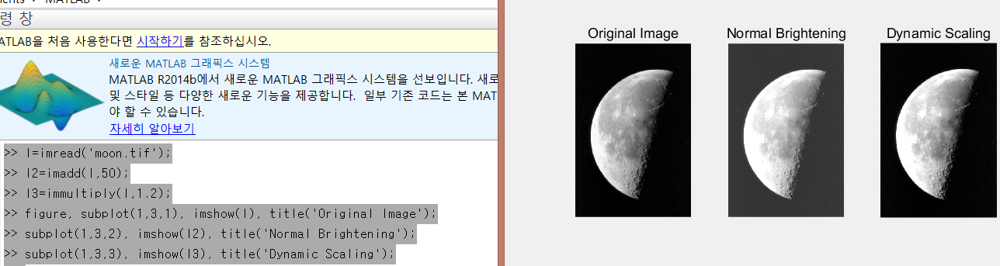 MATLAB
령 창
ATLAB을 처음 사용한다면 시작하기를 참조하십시오.
새로운 MATLAB 그래픽스 시스템
MATLAB R2014b에서 새로운 MATLAB 그래픽스 시스템을 선보입니다. 새로
및 스타일 등 다양한 새로운 기능을 제공합니다. 일부 기존 코드는 본 MAT
야 할 수 있습니다.
자세히 알아보기
>> I=imread('moon.tif');
>> I2=imadd(I,50);
>> I3=immultiply(I,1.2);
>> figure, subplot(1,3,1), imshow(I), title('Original Image');
>> subplot(1,3,2), imshow(I2), title('Normal Brightening');
>> subplot(1,3,3), imshow(I3), title('Dynamic Scaling');
Original Image
Normal Brightening
Dynamic Scaling